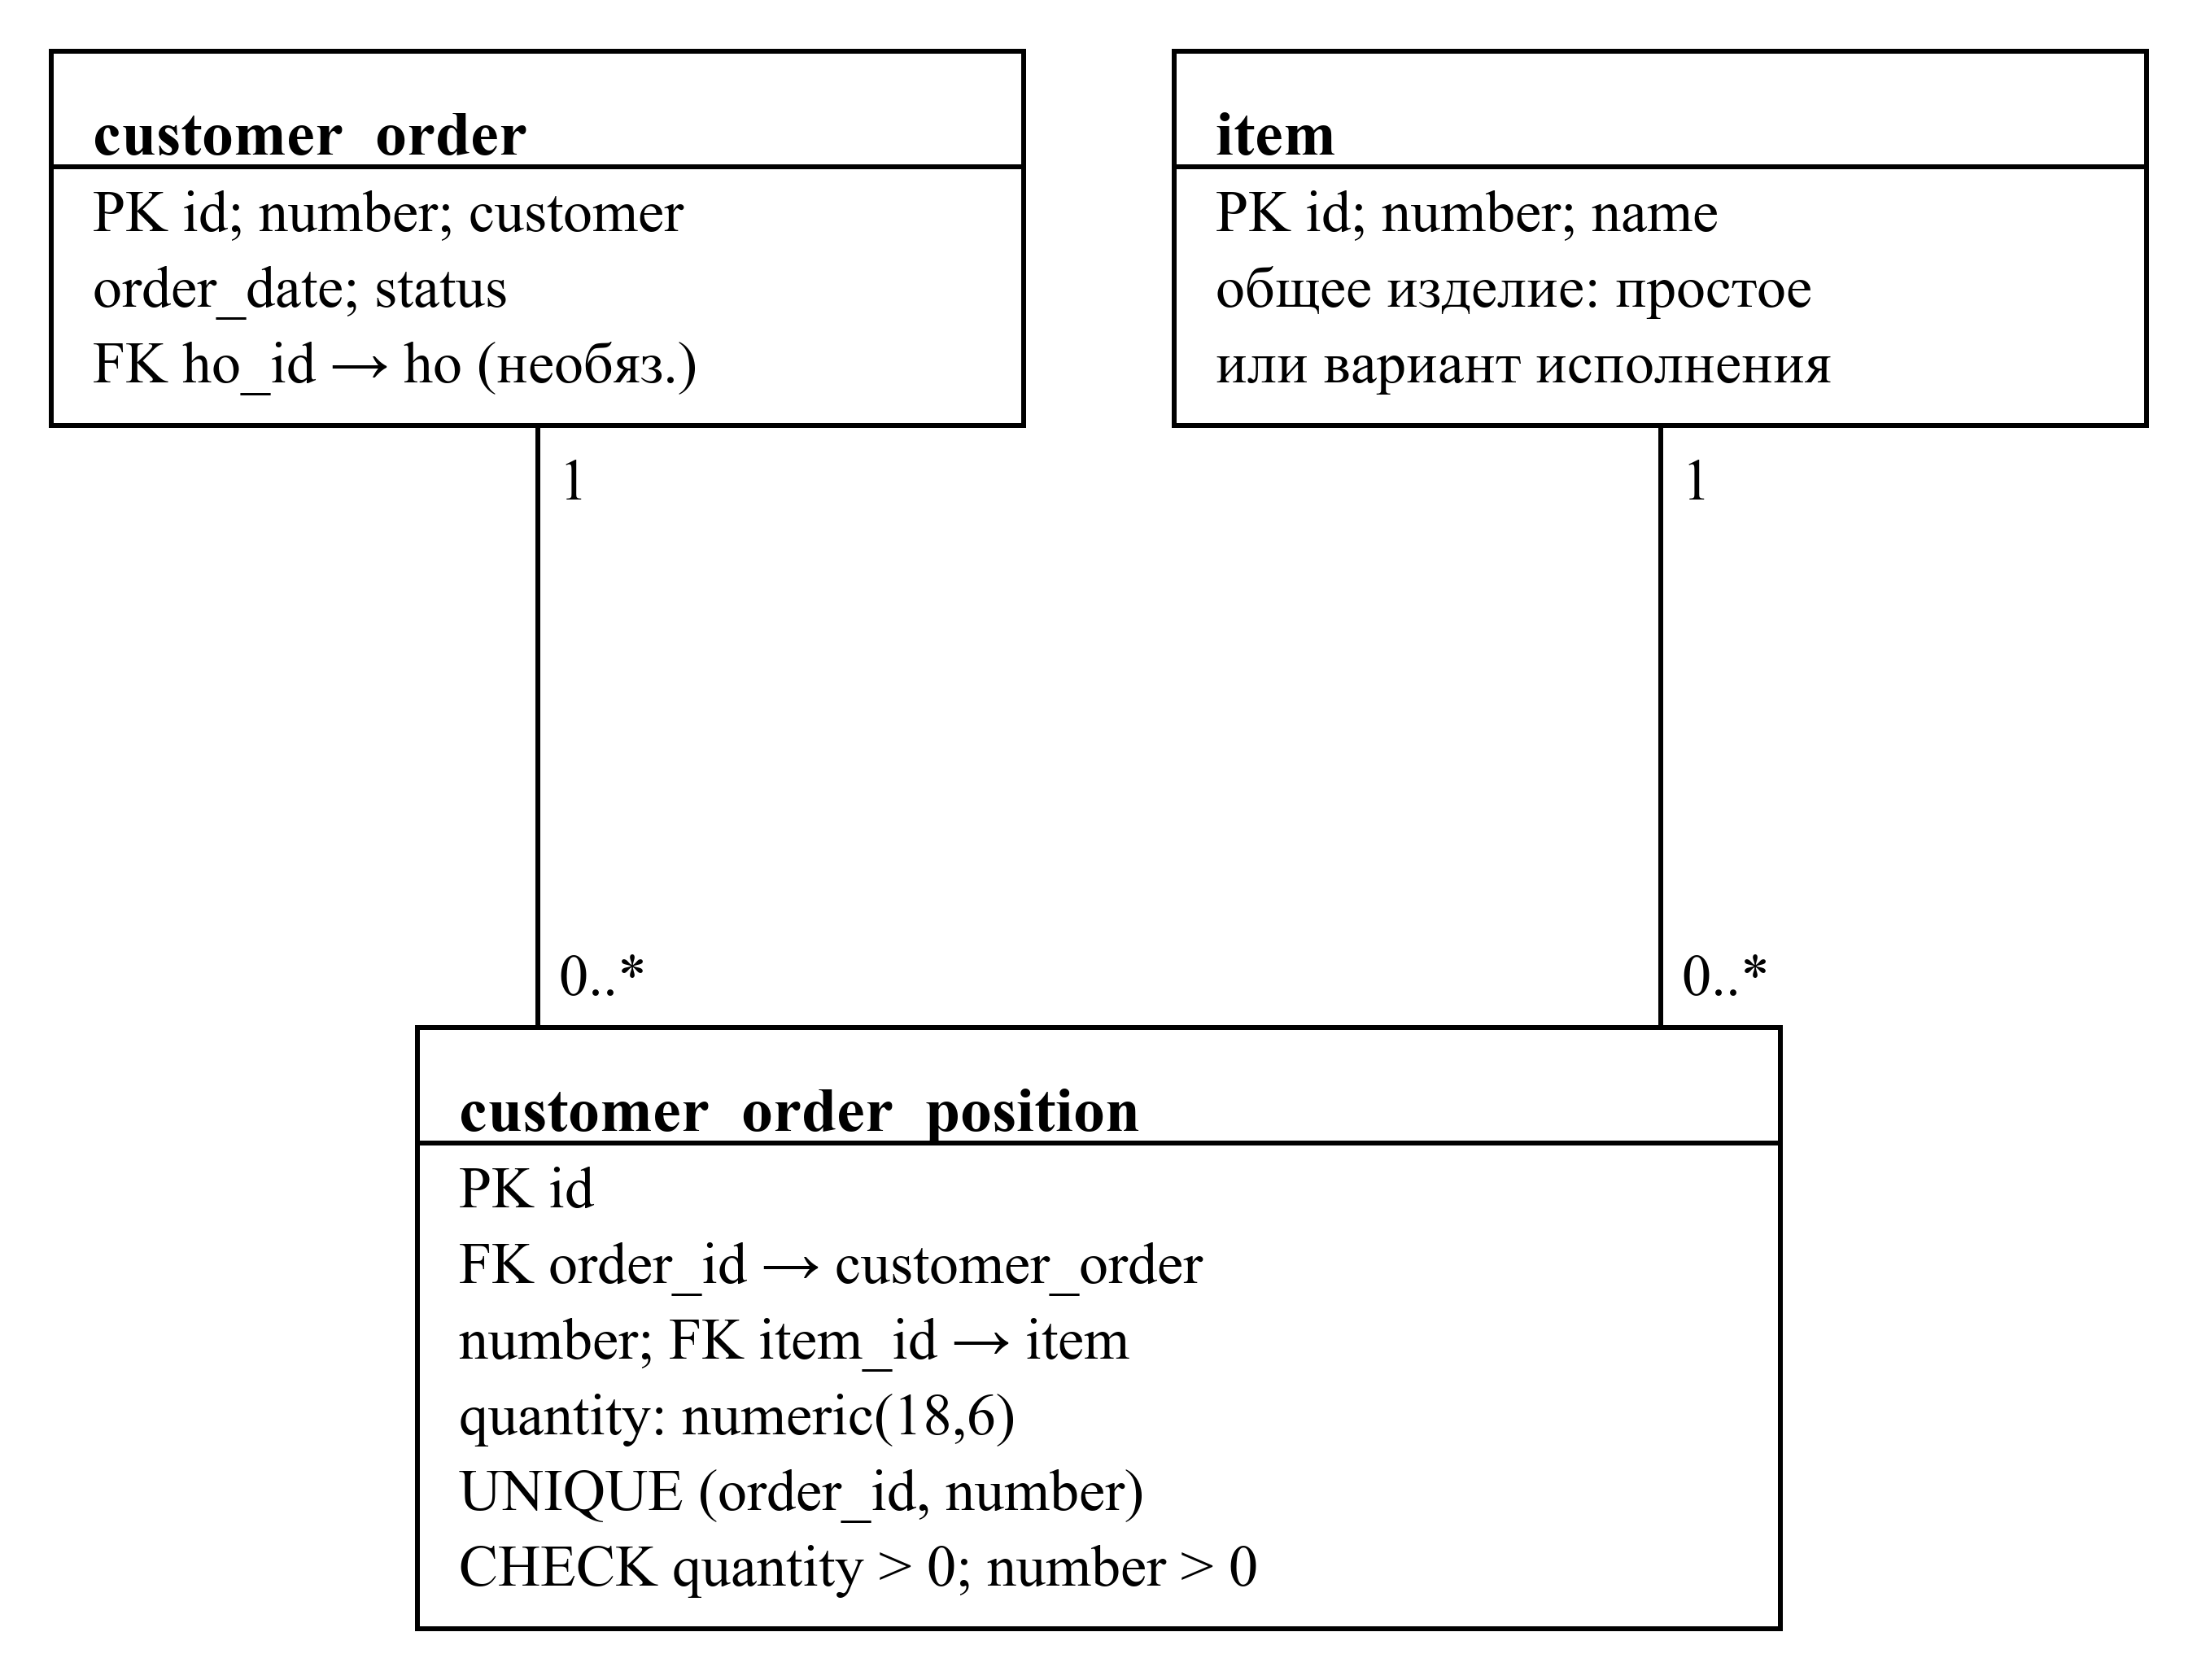 customer_order
PK id; number; customer
order_date; status
FK ho_id → ho (необяз.)
item
PK id; number; name
общее изделие: простое
или вариант исполнения
1
1
0..*
0..*
customer_order_position
PK id
FK order_id → customer_order
number; FK item_id → item
quantity: numeric(18,6)
UNIQUE (order_id, number)
CHECK quantity > 0; number > 0